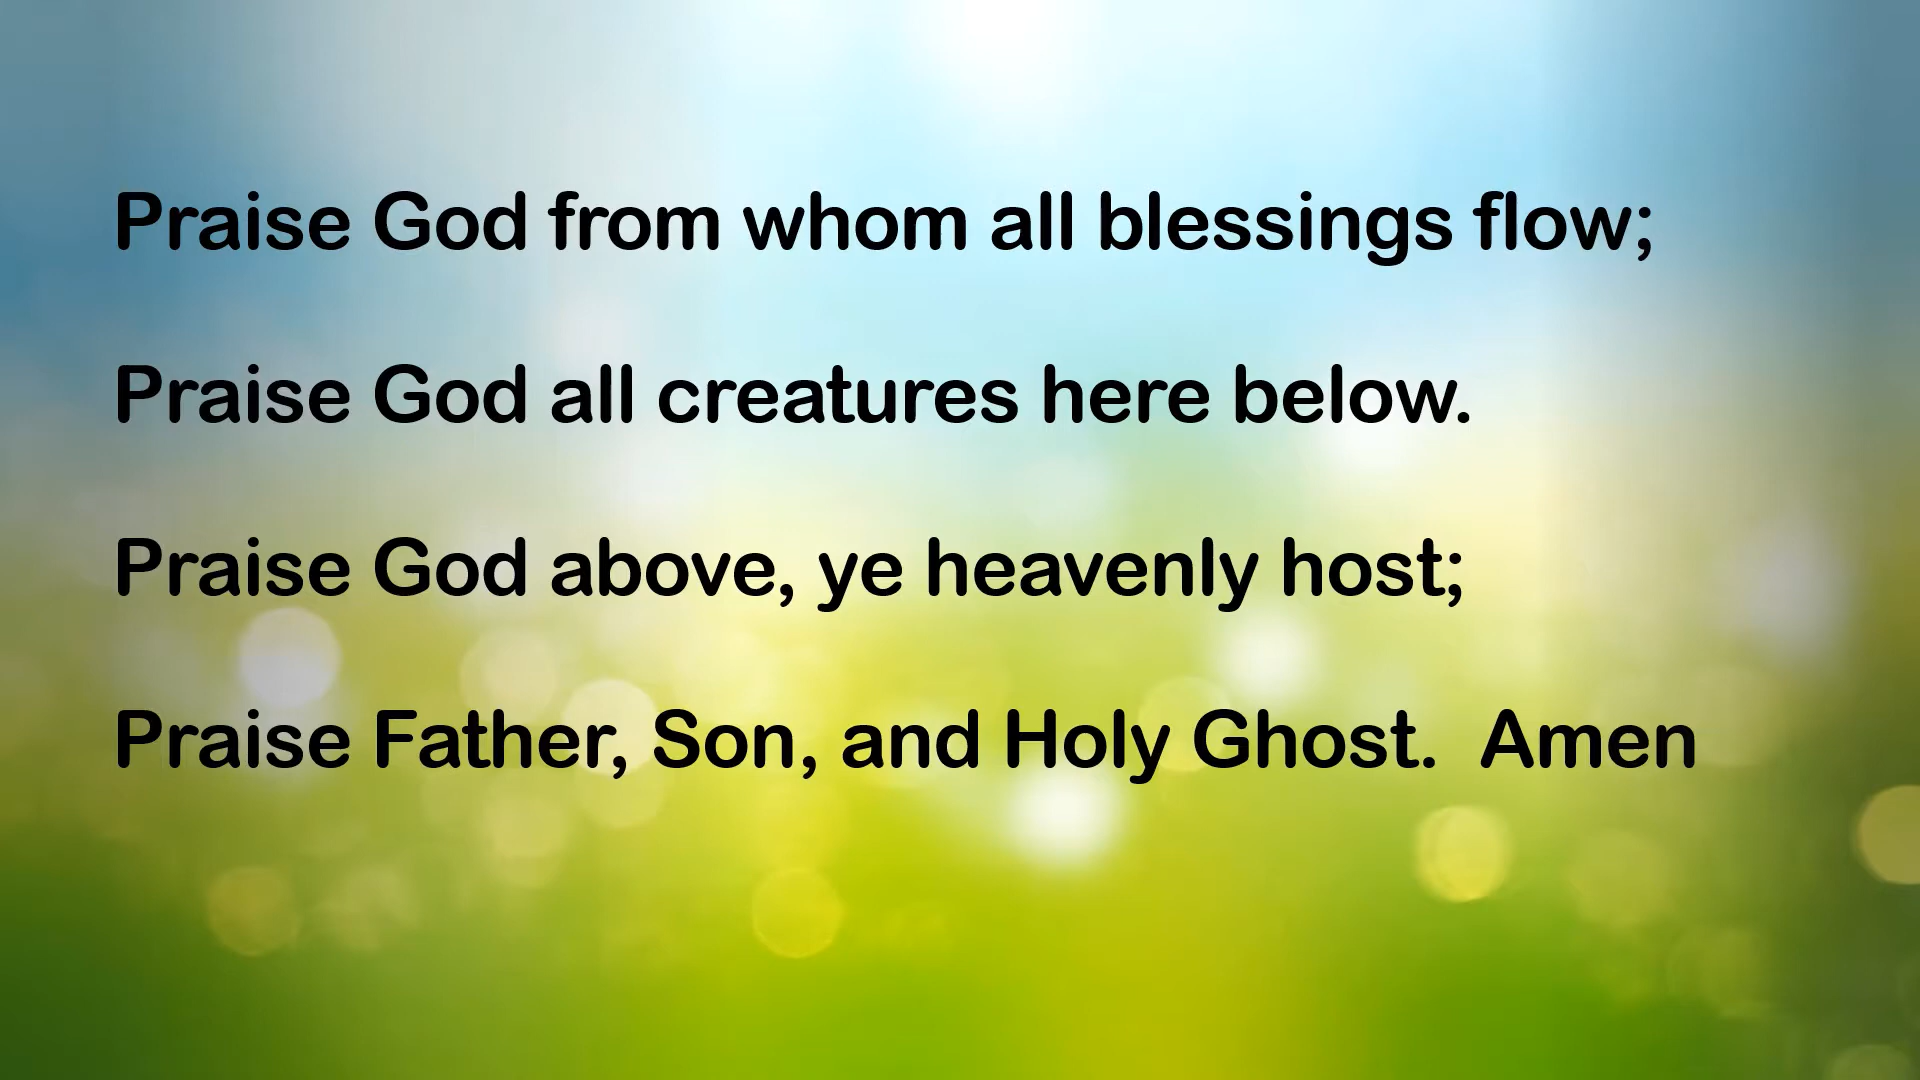 Praise God from whom all blessings flow;
Praise God all creatures here below.
Praise God above, ye heavenly host;
Praise Father, Son, and Holy Ghost.  Amen